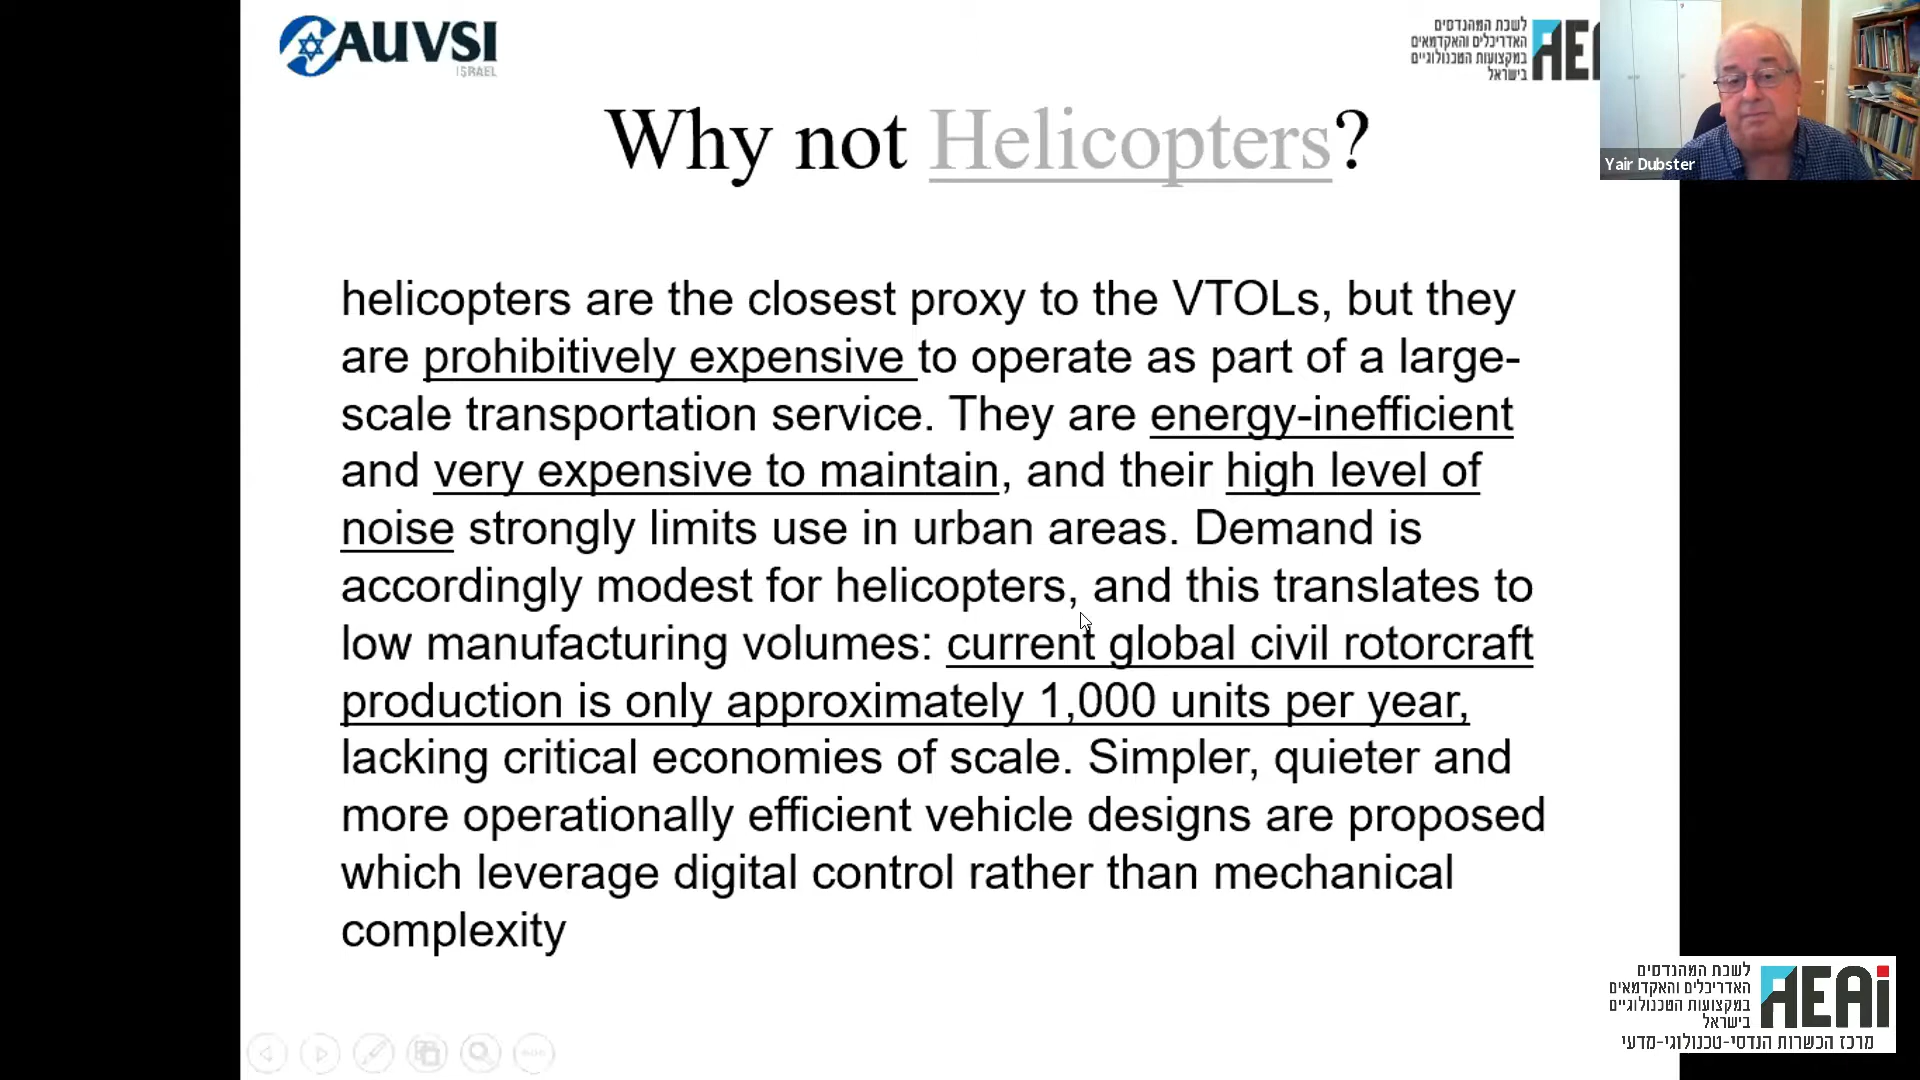 AUVSI
ISRAEL
לשכת המהנדסים
האדריכלים והאקדמאים
במקצועות הטכנולוגיים
בישראל
AE
Yair Dubster
Why not Helicopters?
helicopters are the closest proxy to the VTOLs, but they
are prohibitively expensive to operate as part of a large-
scale transportation service. They are energy-inefficient
and very expensive to maintain, and their high level of
noise strongly limits use in urban areas. Demand is
accordingly modest for helicopters, and this translates to
low manufacturing volumes: current global civil rotorcraft
production is only approximately 1,000 units per year,
lacking critical economies of scale. Simpler, quieter and
more operationally efficient vehicle designs are proposed
which leverage digital control rather than mechanical
complexity
לשכת המהנדסים
האדריכלים והאקדמאים
במקצועות הטכנולוגיים
בישראל
AEAi
מרכז הכשרות הנדסי-טכנולוגי-מדעי